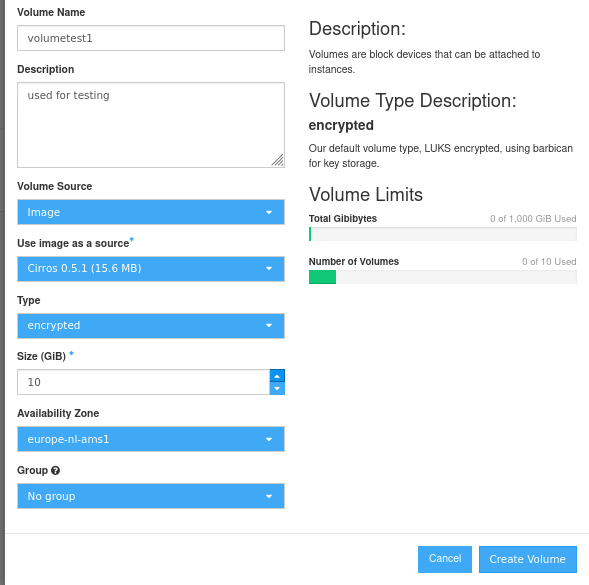 Volume Name
volumetest1
Description
used for testing
Volume Source
Image
Use image as a source*
Cirros 0.5.1 (15.6 MB)
Type
encrypted
Size (GiB) *
10
Availability Zone
europe-nl-ams1
Group ?
No group
Description:
Volumes are block devices that can be attached to
instances.
Volume Type Description:
encrypted
Our default volume type, LUKS encrypted, using barbican
for key storage.
Volume Limits
Total Gibibytes 0 of 1,000 GiB Used
Number of Volumes 0 of 10 Used
Cancel Create Volume